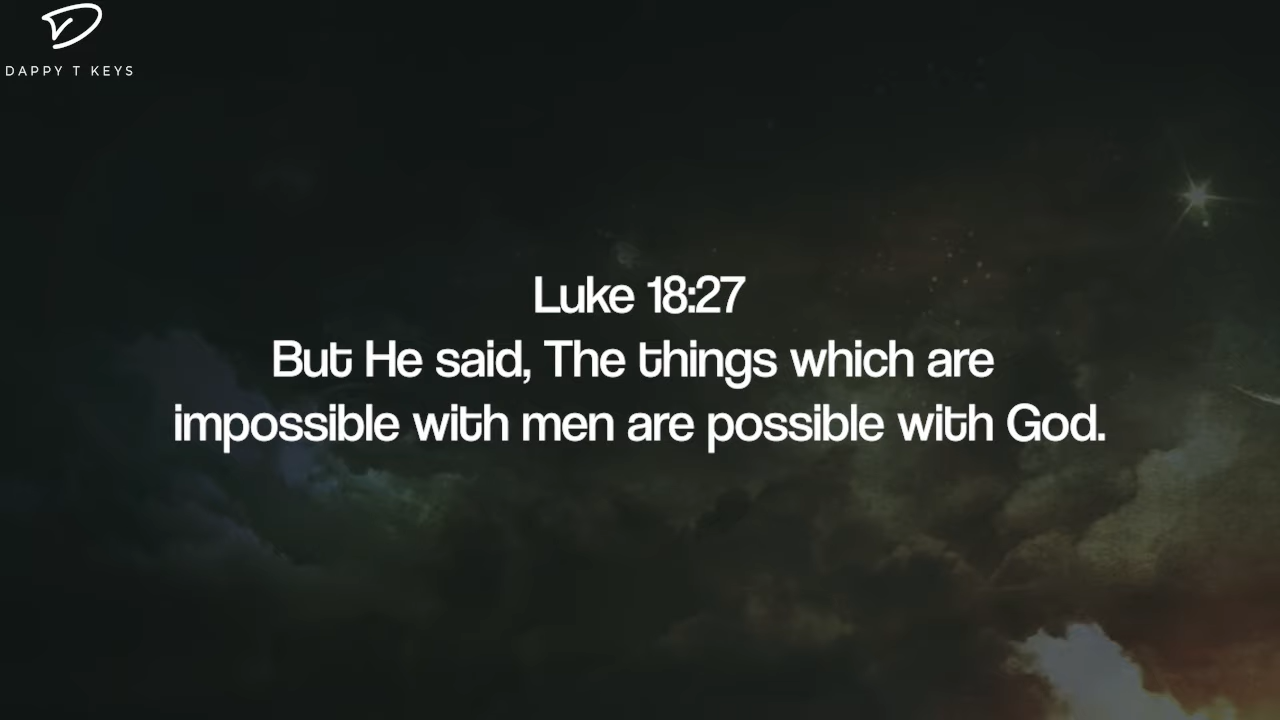 DAPPY T KEYS
Luke 18:27
But He said, The things which are
impossible with men are possible with God.